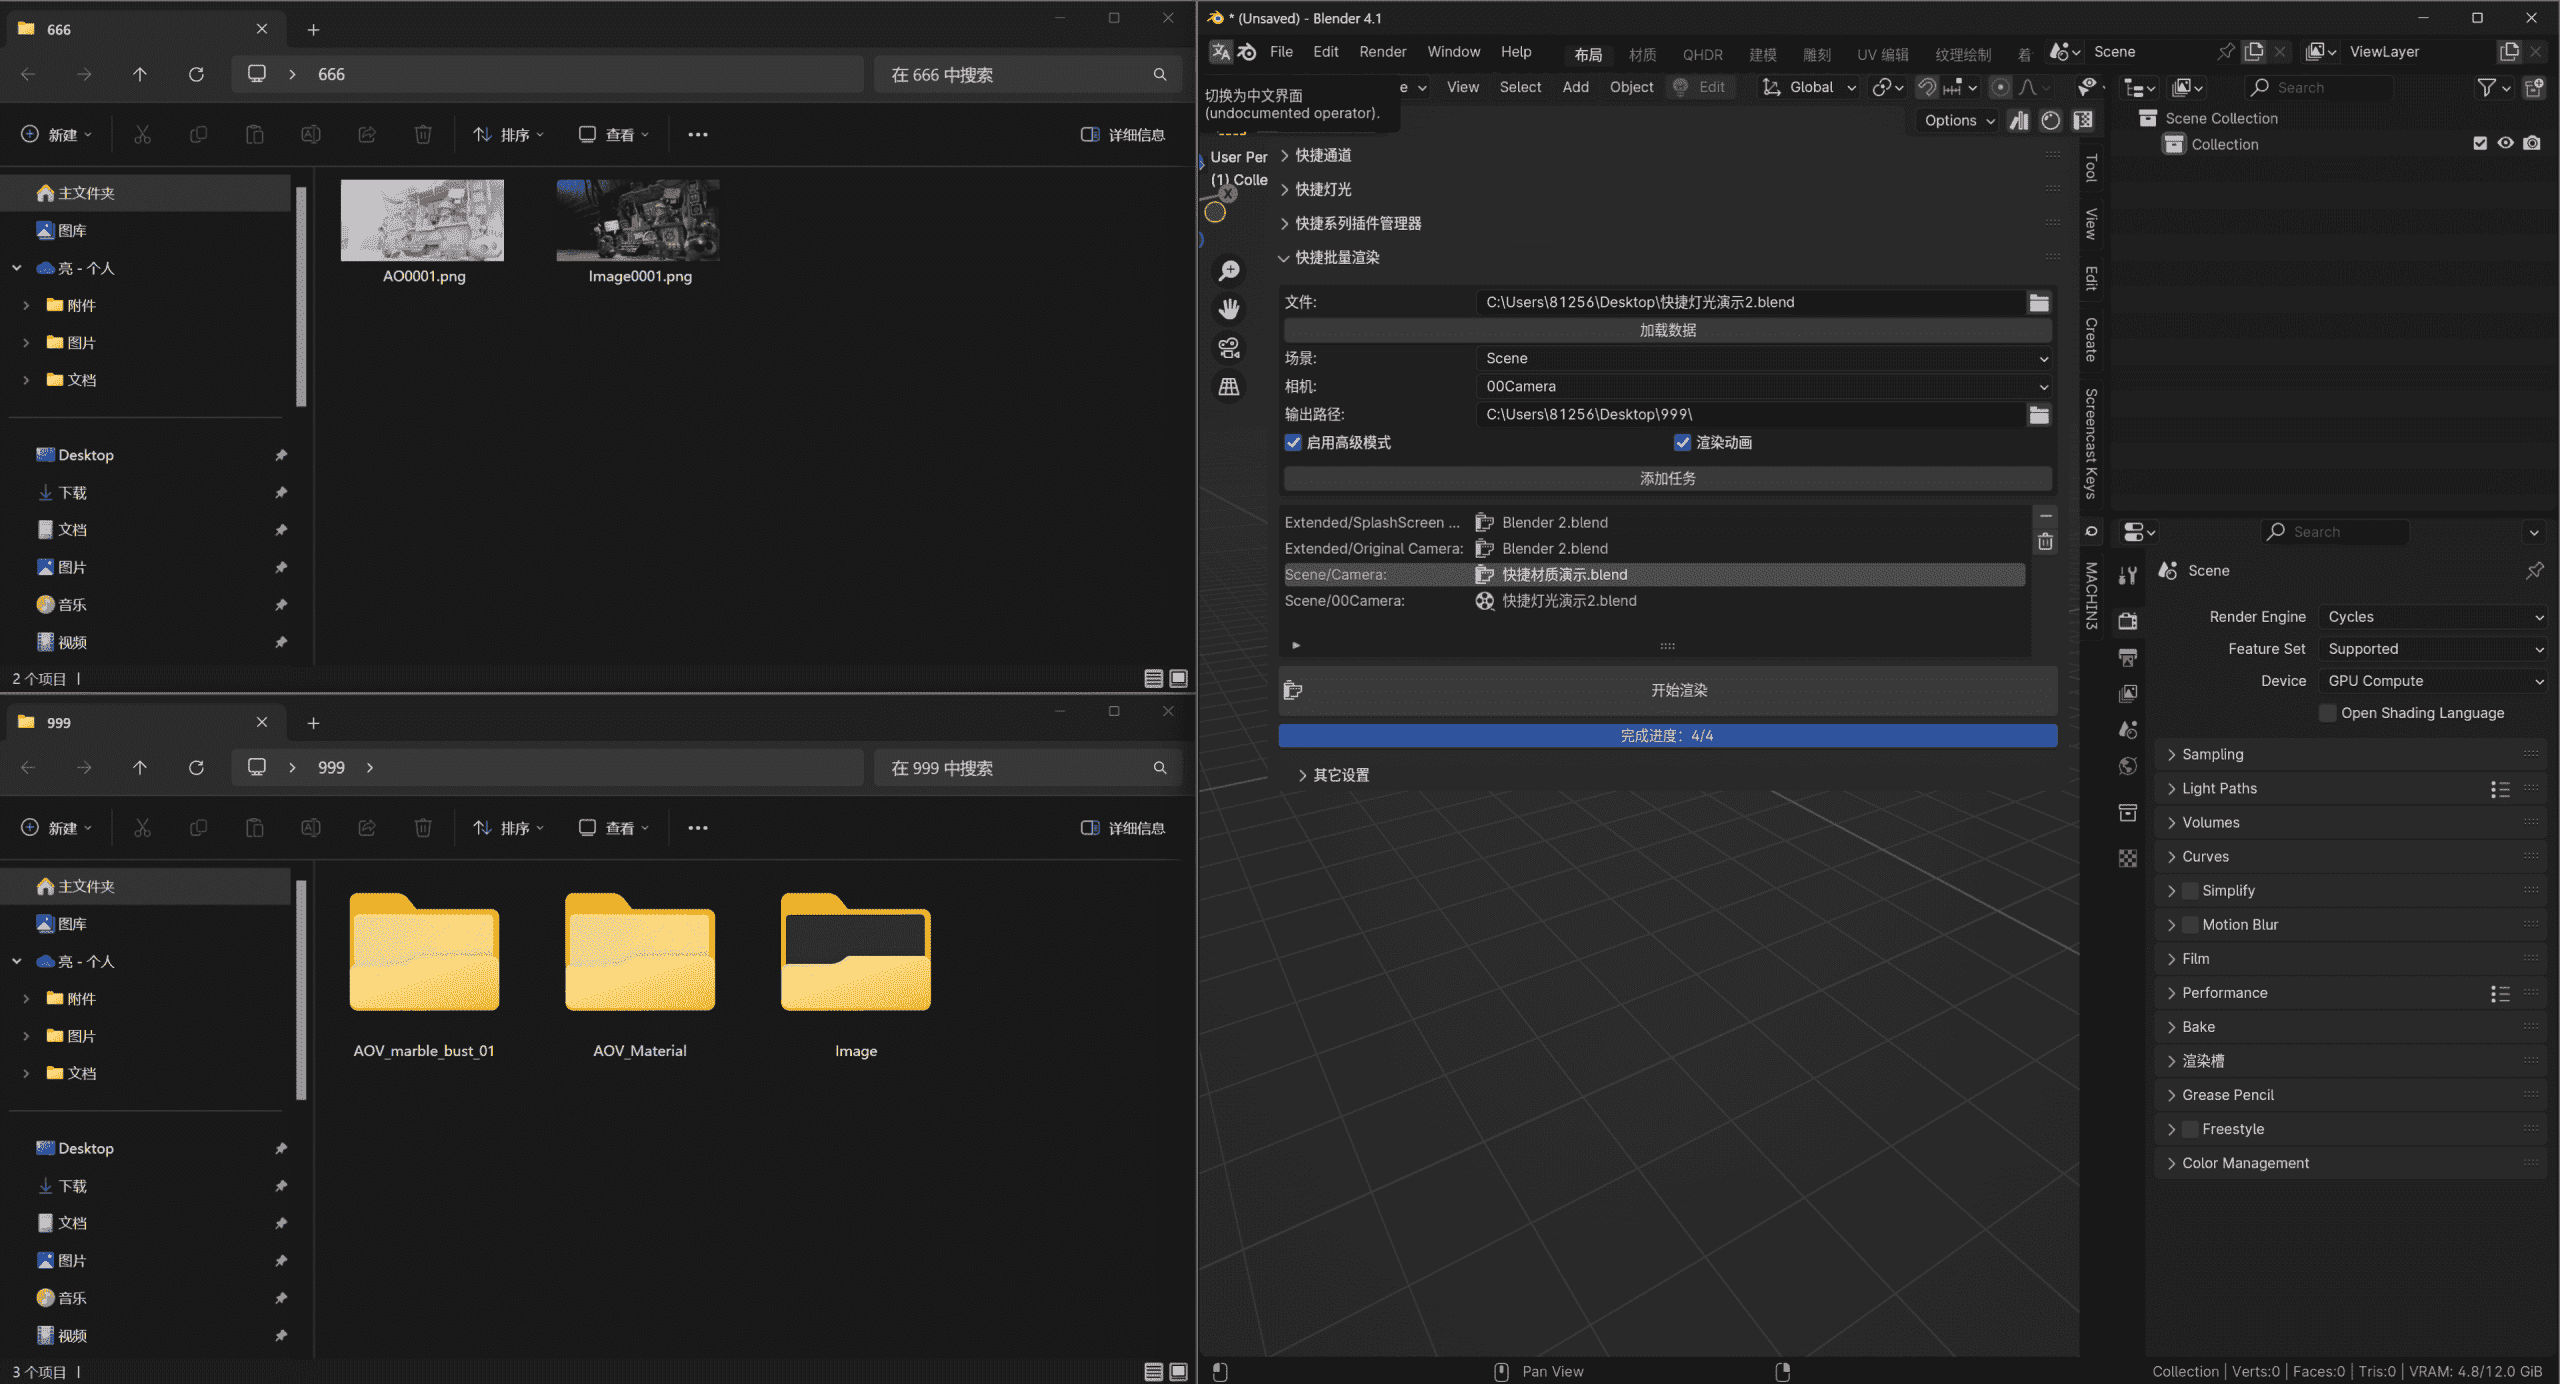 666
666
在 666 中搜索
新建
排序
查看
详细信息
主文件夹
图库
亮 - 个人
附件
图片
文档
Desktop
下载
文档
图片
音乐
视频
AO0001.png
Image0001.png
2 个项目
999
999
在 999 中搜索
新建
排序
查看
详细信息
主文件夹
图库
亮 - 个人
附件
图片
文档
Desktop
下载
文档
图片
音乐
视频
AOV_marble_bust_01
AOV_Material
Image
3 个项目
* (Unsaved) - Blender 4.1
File Edit Render Window Help 布局 材质 QHDR 建模 雕刻 UV 编辑 纹理绘制 着 Scene ViewLayer
e View Select Add Object Edit Global
切换为中文界面
(undocumented operator).
Options
User Per
(1) Colle
快捷通道
快捷灯光
快捷系列插件管理器
快捷批量渲染
文件: C:\Users\81256\Desktop\快捷灯光演示2.blend
加载数据
场景: Scene
相机: 00Camera
输出路径: C:\Users\81256\Desktop\999\
启用高级模式 渲染动画
添加任务
Extended/SplashScreen ... Blender 2.blend
Extended/Original Camera: Blender 2.blend
Scene/Camera: 快捷材质演示.blend
Scene/00Camera: 快捷灯光演示2.blend
开始渲染
完成进度：4/4
其它设置
Tool
View
Edit
Create
Screencast Keys
Q
MACHIN3
Search
Scene Collection
Collection
Search
Scene
Render Engine Cycles
Feature Set Supported
Device GPU Compute
Open Shading Language
Sampling
Light Paths
Volumes
Curves
Simplify
Motion Blur
Film
Performance
Bake
渲染槽
Grease Pencil
Freestyle
Color Management
Pan View
Collection | Verts:0 | Faces:0 | Tris:0 | VRAM: 4.8/12.0 GiB